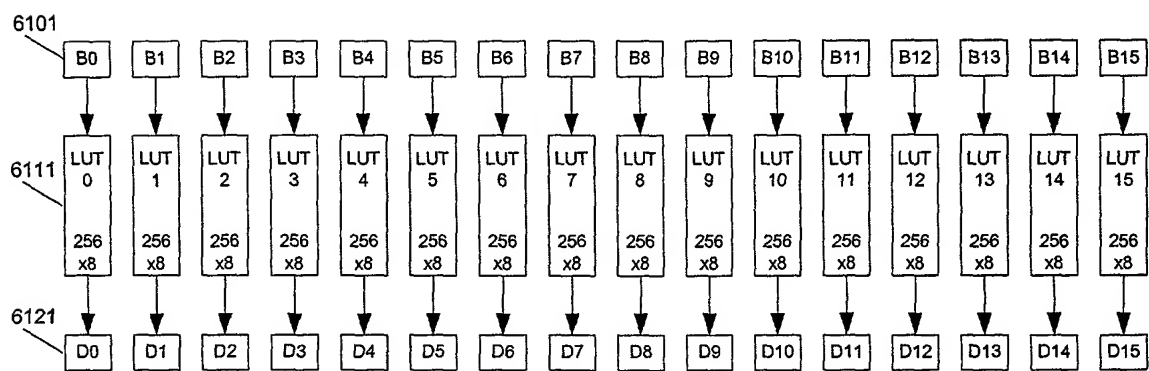 6101
B0 B1 B2 B3 B4 B5 B6 B7 B8 B9 B10 B11 B12 B13 B14 B15
6111
LUT LUT LUT LUT LUT LUT LUT LUT LUT LUT LUT LUT LUT LUT LUT LUT
0 1 2 3 4 5 6 7 8 9 10 11 12 13 14 15
256 256 256 256 256 256 256 256 256 256 256 256 256 256 256 256
x8 x8 x8 x8 x8 x8 x8 x8 x8 x8 x8 x8 x8 x8 x8 x8
6121
D0 D1 D2 D3 D4 D5 D6 D7 D8 D9 D10 D11 D12 D13 D14 D15